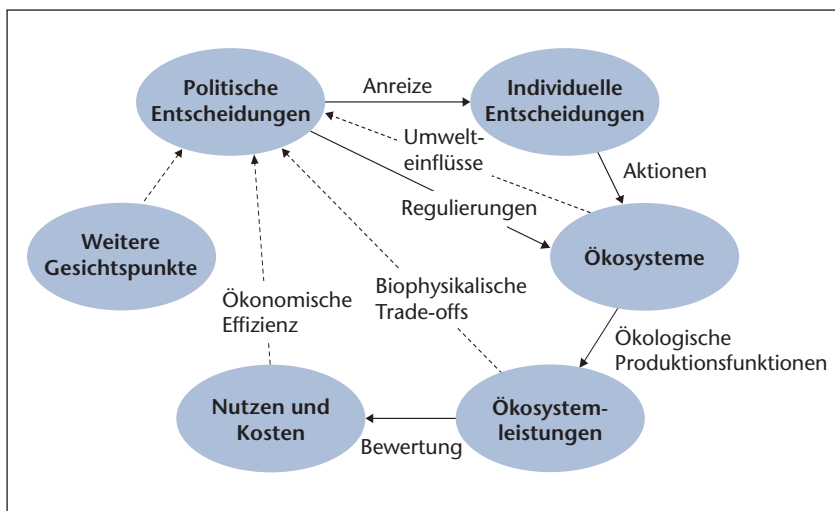 Politische
Entscheidungen
Anreize
Individuelle
Entscheidungen
Umwelt-
einflüsse
Aktionen
Regulierungen
Weitere
Gesichtspunkte
Ökosysteme
Ökonomische
Effizienz
Biophysikalische
Trade-offs
Ökologische
Produktionsfunktionen
Nutzen und
Kosten
Bewertung
Ökosystem-
leistungen